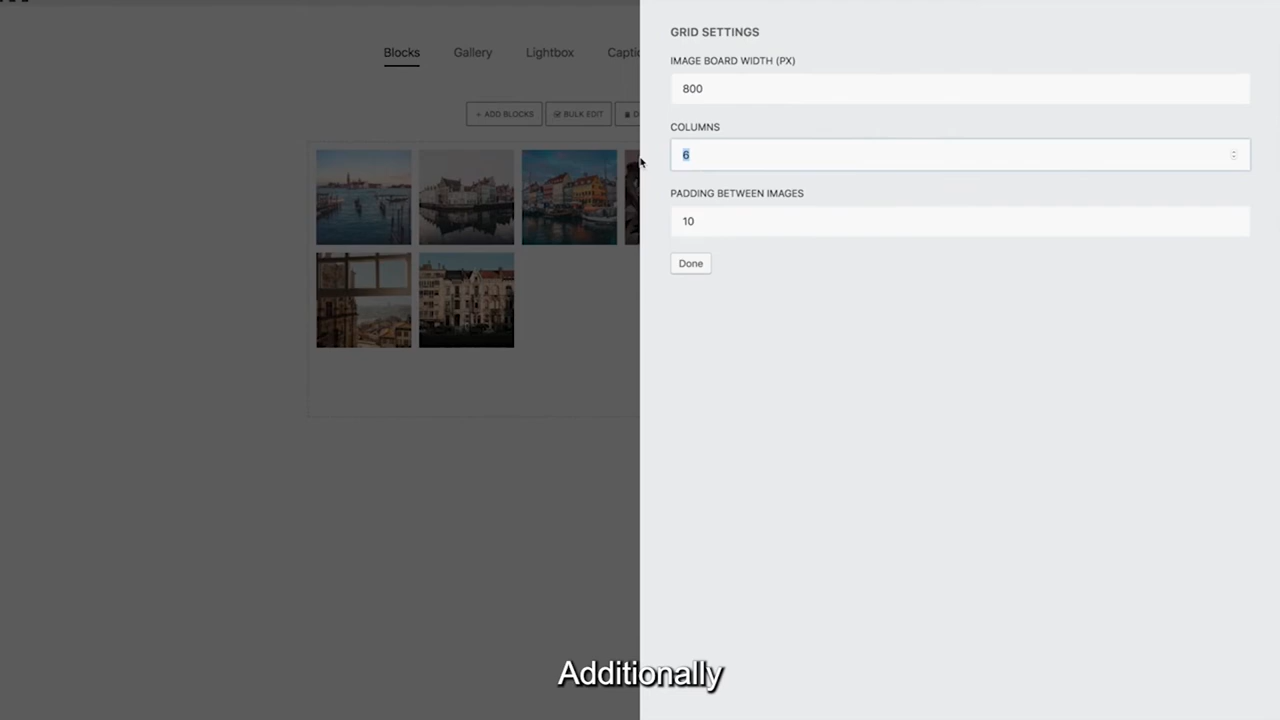 Blocks
Gallery
Lightbox
+ ADD BLOCKS
BULK EDIT
GRID SETTINGS
IMAGE BOARD WIDTH (PX)
800
COLUMNS
6
PADDING BETWEEN IMAGES
10
Done
Additionally